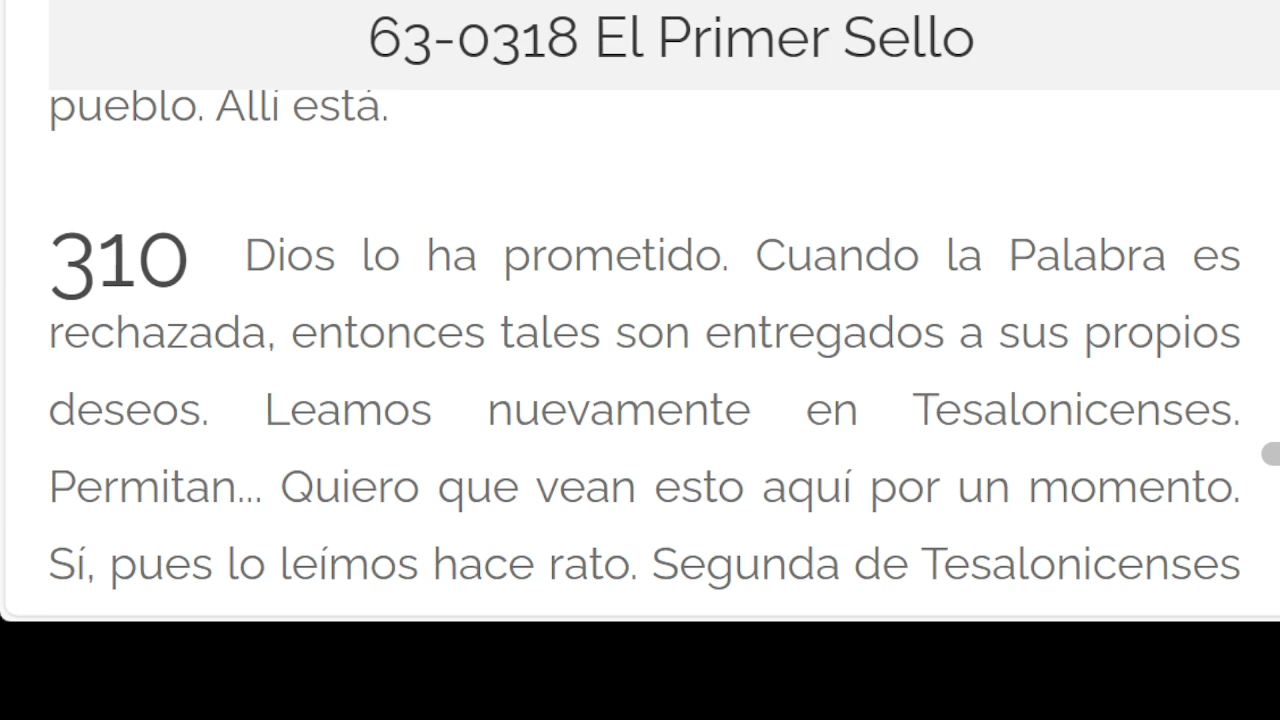 63-0318 El Primer Sello
pueblo. Allí está.
310 Dios lo ha prometido. Cuando la Palabra es
rechazada, entonces tales son entregados a sus propios
deseos. Leamos nuevamente en Tesalonicenses.
Permitan... Quiero que vean esto aquí por un momento.
Sí, pues lo leímos hace rato. Segunda de Tesalonicenses